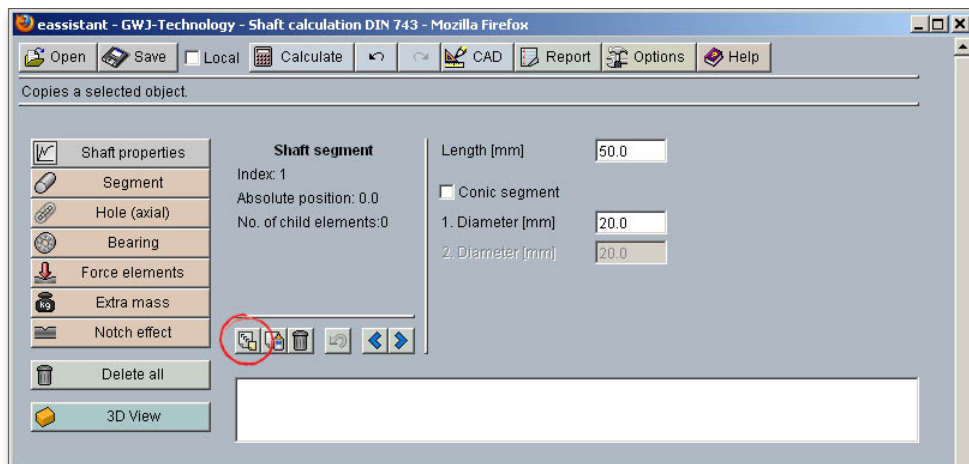 eassistant - GWJ-Technology - Shaft calculation DIN 743 - Mozilla Firefox
Open Save Local Calculate CAD Report Options Help
Copies a selected object.
Shaft properties
Segment
Hole (axial)
Bearing
Force elements
kg Extra mass
Notch effect
Delete all
3D View
Shaft segment
Index: 1
Absolute position: 0.0
No. of child elements:0
Length [mm] 50.0
Conic segment
1. Diameter [mm] 20.0
2. Diameter [mm] 20.0